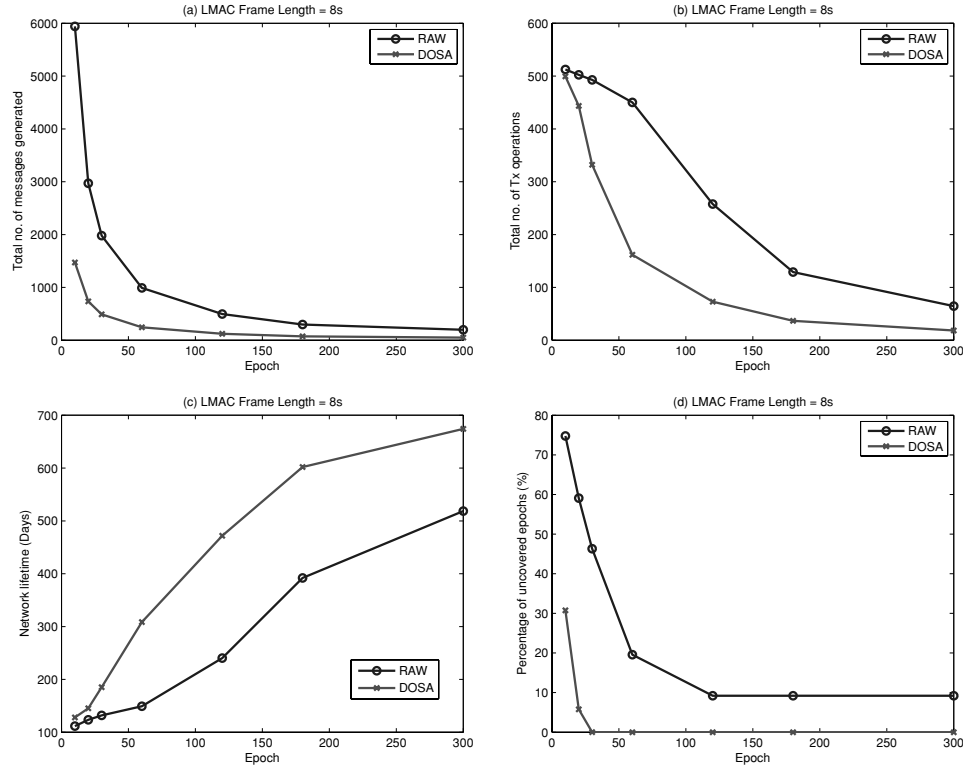 (a) LMAC Frame Length = 8s
6000
5000
4000
3000
2000
1000
0
Total no. of messages generated
RAW
DOSA
0 50 100 150 200 250 300
Epoch
(b) LMAC Frame Length = 8s
600
500
400
300
200
100
0
Total no. of Tx operations
RAW
DOSA
0 50 100 150 200 250 300
Epoch
(c) LMAC Frame Length = 8s
700
600
500
400
300
200
100
Network lifetime (Days)
RAW
DOSA
0 50 100 150 200 250 300
Epoch
(d) LMAC Frame Length = 8s
80
70
60
50
40
30
20
10
0
Percentage of uncovered epochs (%)
RAW
DOSA
0 50 100 150 200 250 300
Epoch